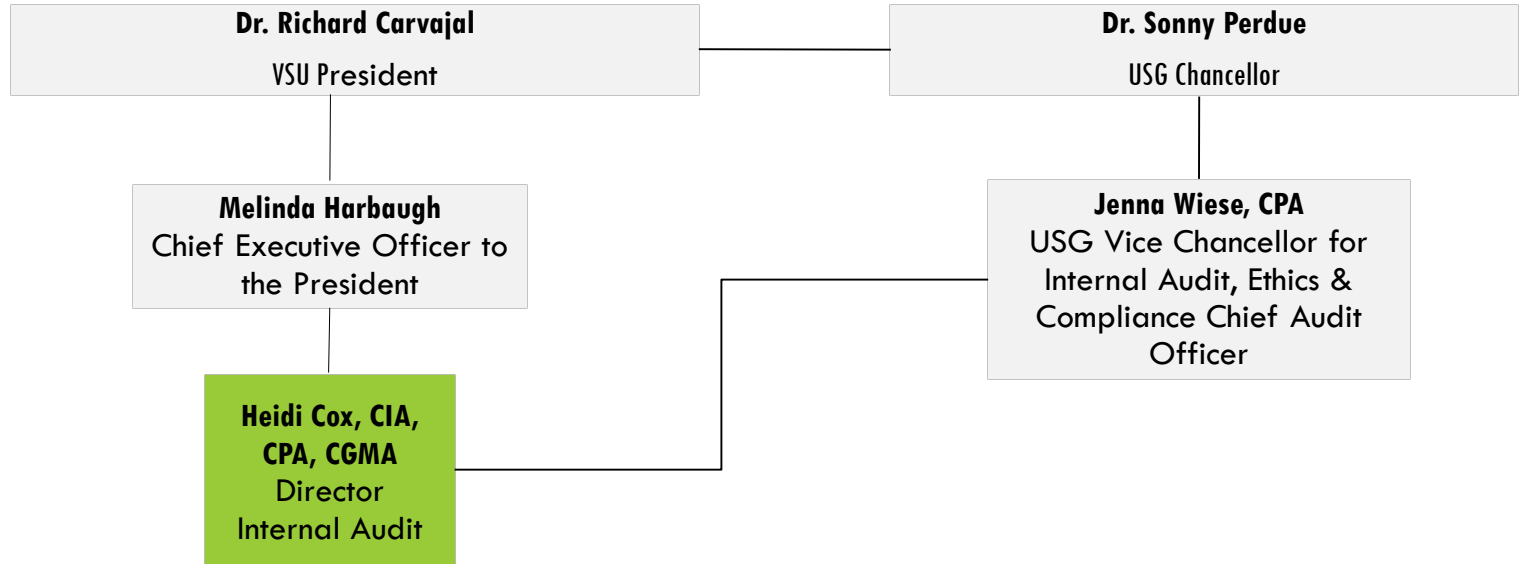 Dr. Richard Carvajal
VSU President
Dr. Sonny Perdue
USG Chancellor
Melinda Harbaugh
Chief Executive Officer to
the President
Jenna Wiese, CPA
USG Vice Chancellor for
Internal Audit, Ethics &
Compliance Chief Audit
Officer
Heidi Cox, CIA,
CPA, CGMA
Director
Internal Audit